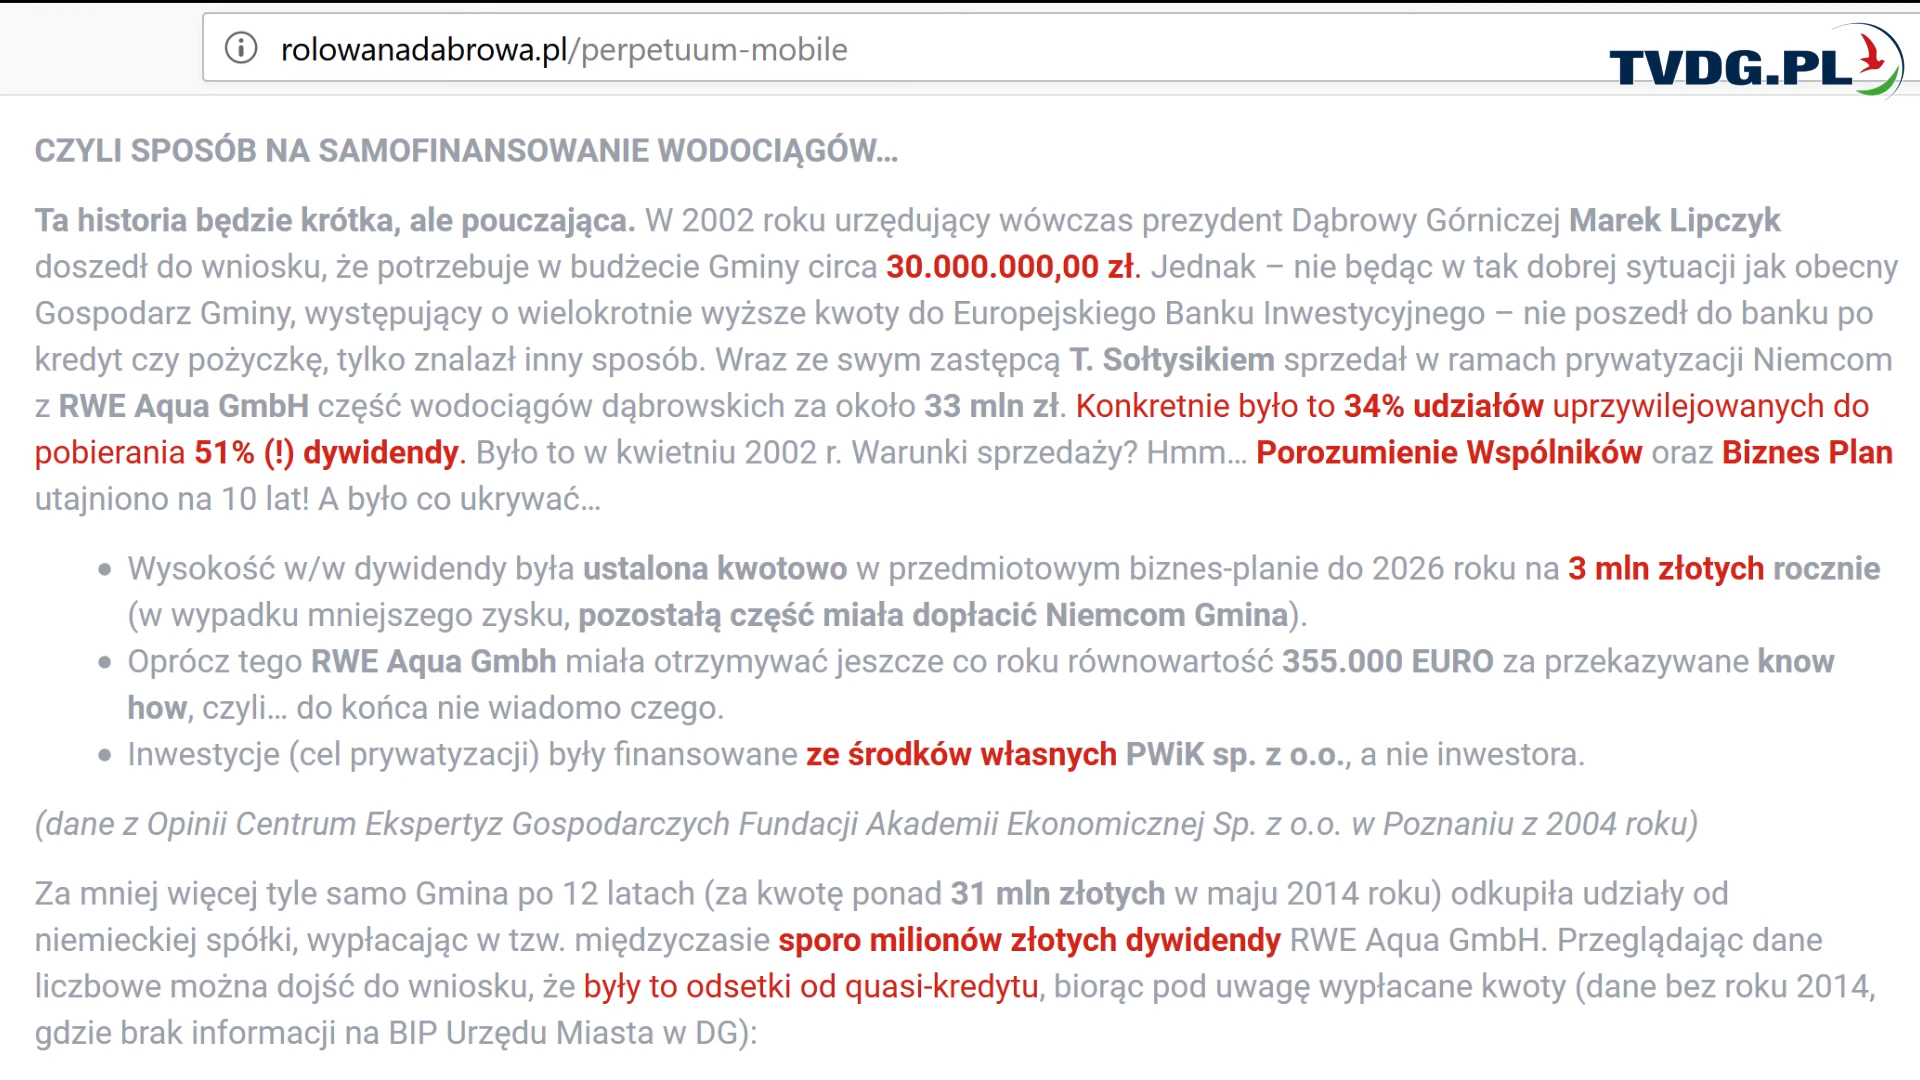 rolowanadabrowa.pl/perpetuum-mobile
TVDG.PL
CZYLI SPOSÓB NA SAMOFINANSOWANIE WODOCIĄGÓW...
Ta historia będzie krótka, ale pouczająca. W 2002 roku urzędujący wówczas prezydent Dąbrowy Górniczej Marek Lipczyk
doszedł do wniosku, że potrzebuje w budżecie Gminy circa 30.000.000,00 zł. Jednak – nie będąc w tak dobrej sytuacji jak obecny
Gospodarz Gminy, występujący o wielokrotnie wyższe kwoty do Europejskiego Banku Inwestycyjnego – nie poszedł do banku po
kredyt czy pożyczkę, tylko znalazł inny sposób. Wraz ze swym zastępcą T. Sołtysikiem sprzedał w ramach prywatyzacji Niemcom
z RWE Aqua GmbH część wodociągów dąbrowskich za około 33 mln zł. Konkretnie było to 34% udziałów uprzywilejowanych do
pobierania 51% (!) dywidendy. Było to w kwietniu 2002 r. Warunki sprzedaży? Hmm... Porozumienie Wspólników oraz Biznes Plan
utajniono na 10 lat! A było co ukrywać...
• Wysokość w/w dywidendy była ustalona kwotowo w przedmiotowym biznes-planie do 2026 roku na 3 mln złotych rocznie
(w wypadku mniejszego zysku, pozostałą część miała dopłacić Niemcom Gmina).
• Oprócz tego RWE Aqua Gmbh miała otrzymywać jeszcze co roku równowartość 355.000 EURO za przekazywane know
how, czyli... do końca nie wiadomo czego.
• Inwestycje (cel prywatyzacji) były finansowane ze środków własnych PWiK sp. z o.o., a nie inwestora.
(dane z Opinii Centrum Ekspertyz Gospodarczych Fundacji Akademii Ekonomicznej Sp. z o.o. w Poznaniu z 2004 roku)
Za mniej więcej tyle samo Gmina po 12 latach (za kwotę ponad 31 mln złotych w maju 2014 roku) odkupiła udziały od
niemieckiej spółki, wypłacając w tzw. międzyczasie sporo milionów złotych dywidendy RWE Aqua GmbH. Przeglądając dane
liczbowe można dojść do wniosku, że były to odsetki od quasi-kredytu, biorąc pod uwagę wypłacane kwoty (dane bez roku 2014,
gdzie brak informacji na BIP Urzędu Miasta w DG):